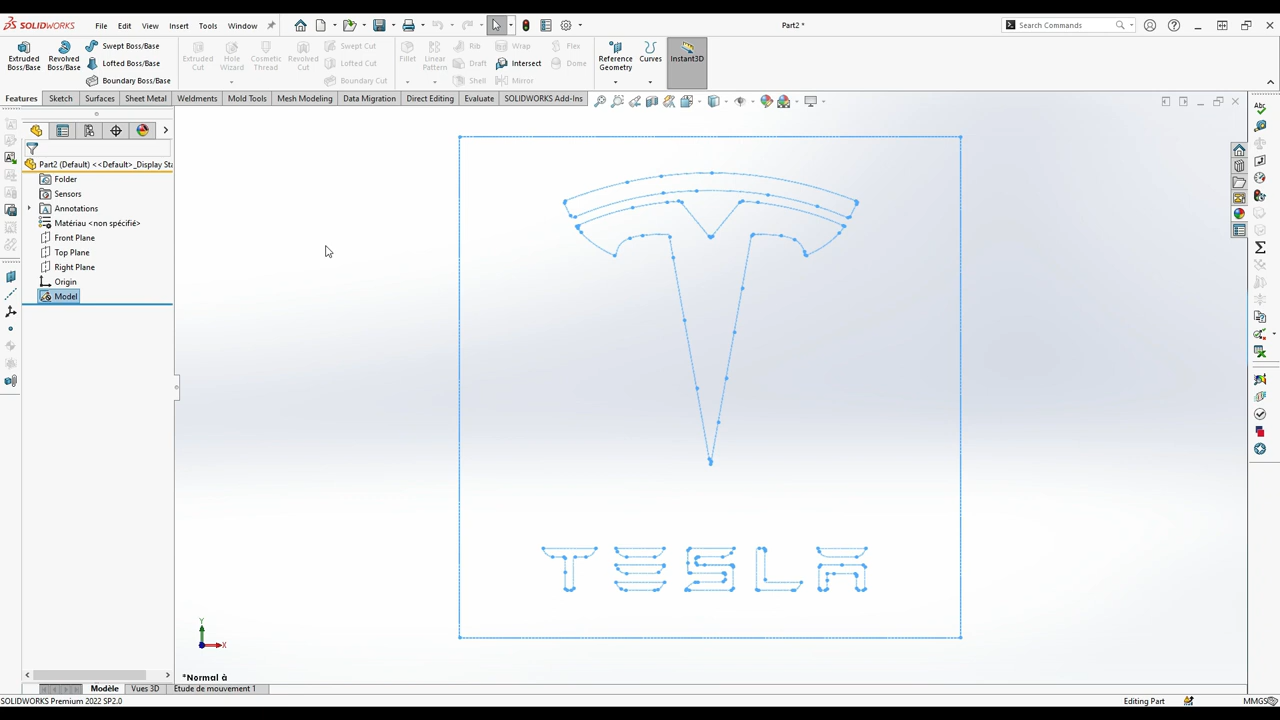 SOLIDWORKS File Edit View Insert Tools Window Part2 * Search Commands
Extruded Boss/Base
Revolved Boss/Base
Swept Boss/Base
Lofted Boss/Base
Boundary Boss/Base
Extruded Cut
Hole Wizard
Cosmetic Thread
Revolved Cut
Swept Cut
Lofted Cut
Boundary Cut
Fillet
Linear Pattern
Rib
Draft
Shell
Wrap
Intersect
Mirror
Flex
Dome
Reference Geometry
Curves
Instant3D
Features Sketch Surfaces Sheet Metal Weldments Mold Tools Mesh Modeling Data Migration Direct Editing Evaluate SOLIDWORKS Add-Ins
Part2 (Default) <<Default>_Display Sta
Folder
Sensors
Annotations
Matériau <non spécifié>
Front Plane
Top Plane
Right Plane
Origin
Model
TESLA
Y
X
*Normal à
Modèle Vues 3D Etude de mouvement 1
SOLIDWORKS Premium 2022 SP2.0 Editing Part MMGS